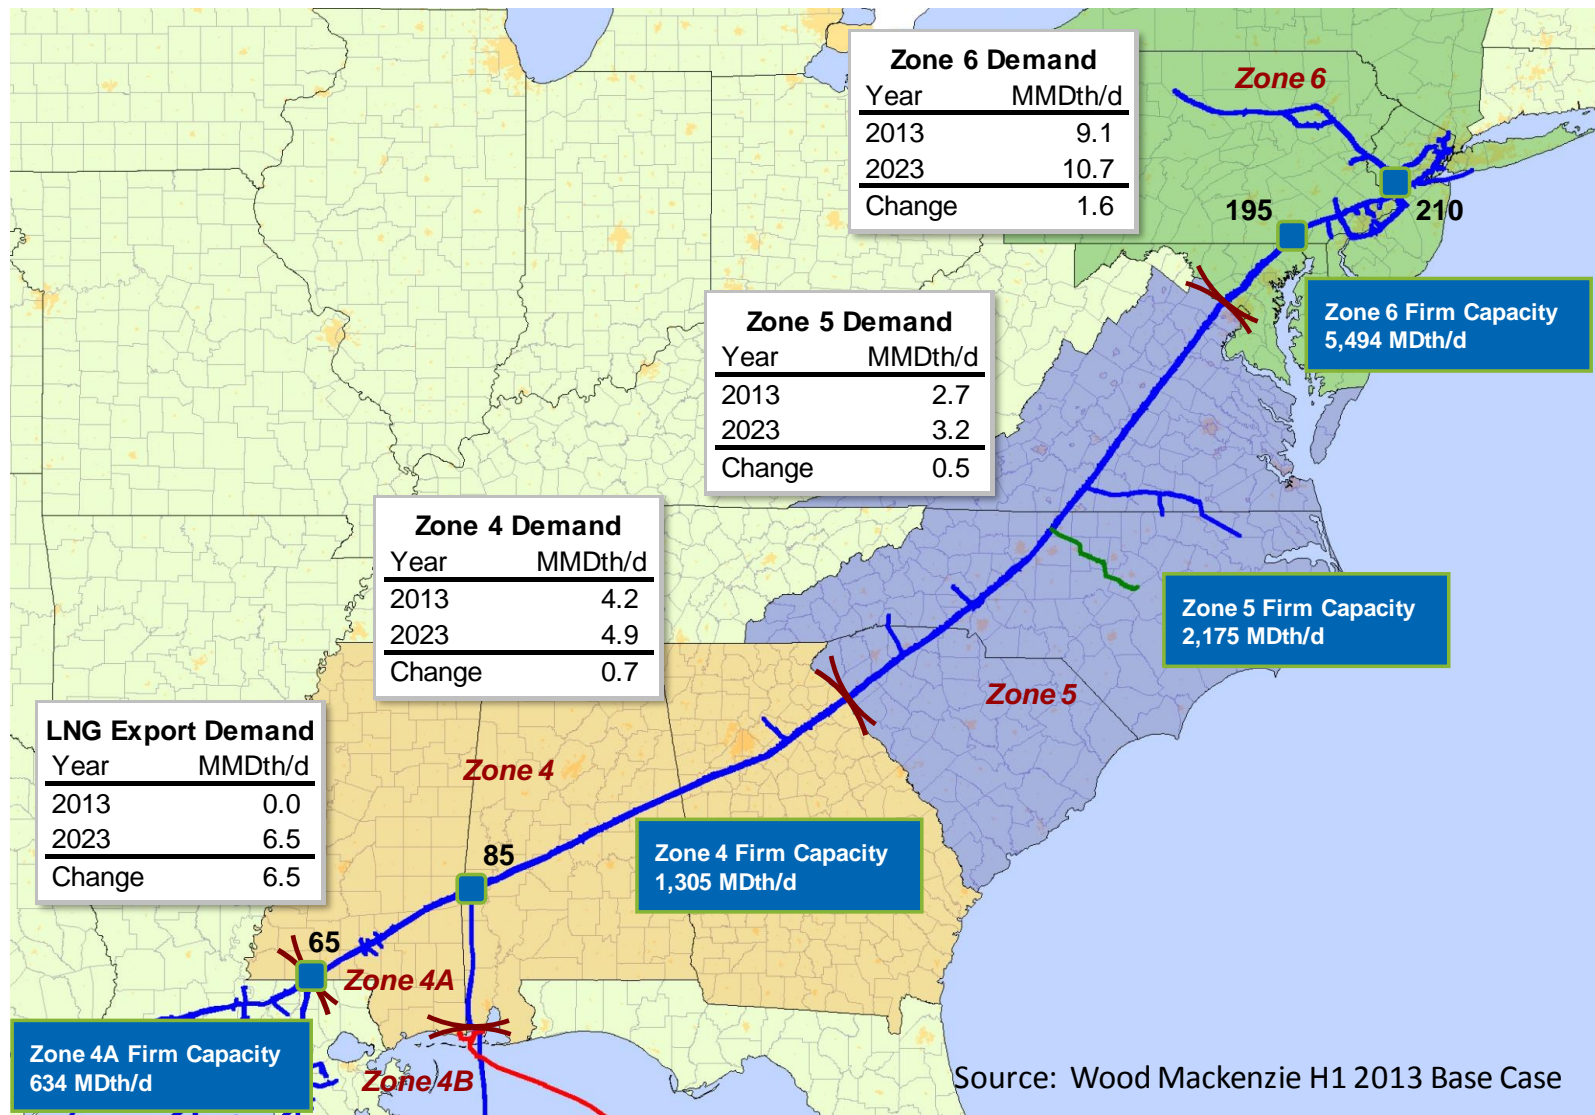 Zone 6 Demand
Year MMDth/d
2013 9.1
2023 10.7
Change 1.6
Zone 6
195
210
Zone 6 Firm Capacity
5,494 MDth/d
Zone 5 Demand
Year MMDth/d
2013 2.7
2023 3.2
Change 0.5
Zone 4 Demand
Year MMDth/d
2013 4.2
2023 4.9
Change 0.7
Zone 5 Firm Capacity
2,175 MDth/d
Zone 5
LNG Export Demand
Year MMDth/d
2013 0.0
2023 6.5
Change 6.5
Zone 4
85
Zone 4 Firm Capacity
1,305 MDth/d
65
Zone 4A
Zone 4A Firm Capacity
634 MDth/d
Zone 4B
Source: Wood Mackenzie H1 2013 Base Case